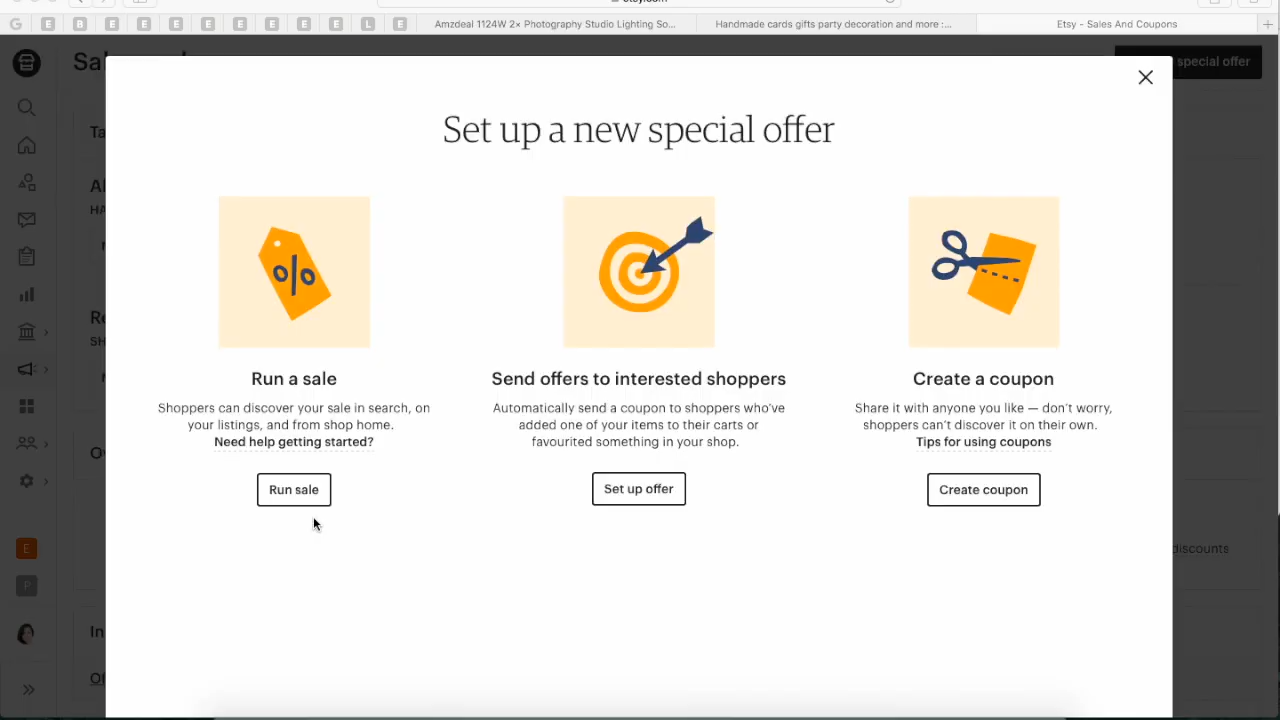 etsy.com
G E B E E E E E E E E L E
Amzdeal 1124W 2× Photography Studio Lighting So...
Handmade cards gifts party decoration and more :...
Etsy - Sales And Coupons
special offer
Set up a new special offer
%
Run a sale
Shoppers can discover your sale in search, on
your listings, and from shop home.
Need help getting started?
Run sale
Send offers to interested shoppers
Automatically send a coupon to shoppers who've
added one of your items to their carts or
favourited something in your shop.
Set up offer
Create a coupon
Share it with anyone you like — don't worry,
shoppers can't discover it on their own.
Tips for using coupons
Create coupon
E
P
discounts